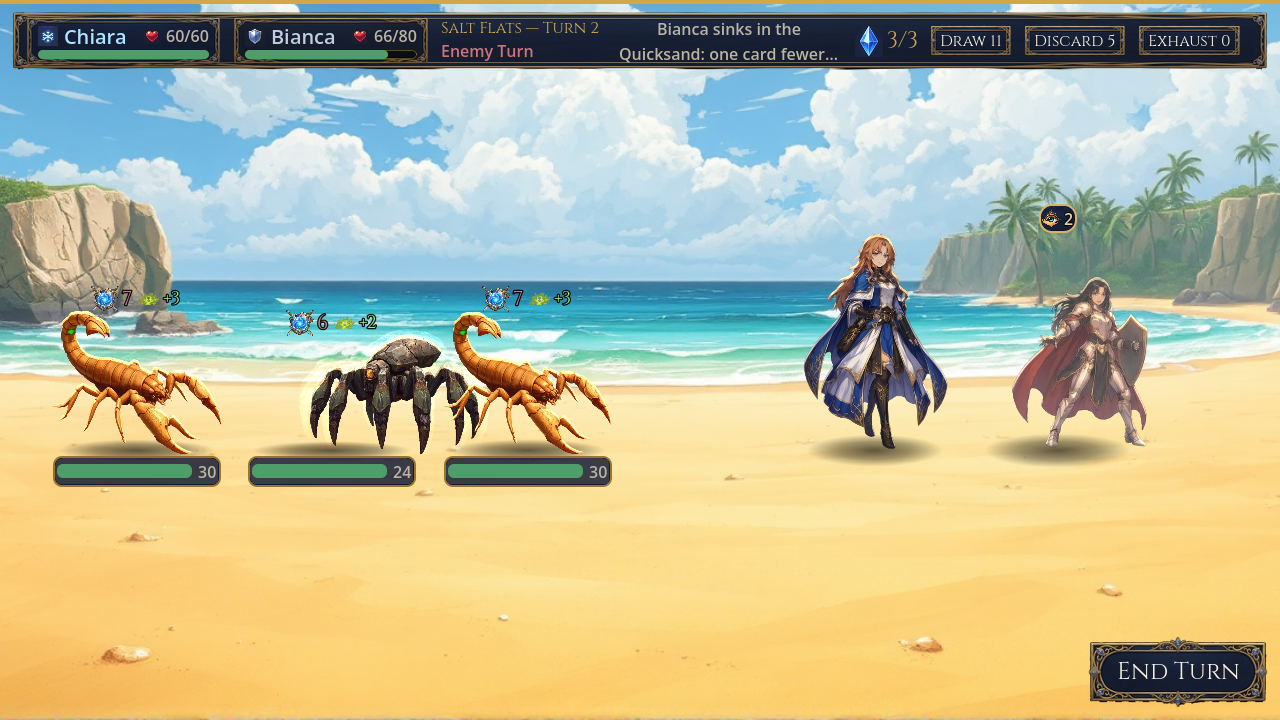 Chiara 60/60
Bianca 66/80
Salt Flats — Turn 2
Enemy Turn
Bianca sinks in the
Quicksand: one card fewer...
3/3
Draw 11
Discard 5
Exhaust 0
2
7 +3
6 +2
7 +3
30
24
30
End Turn